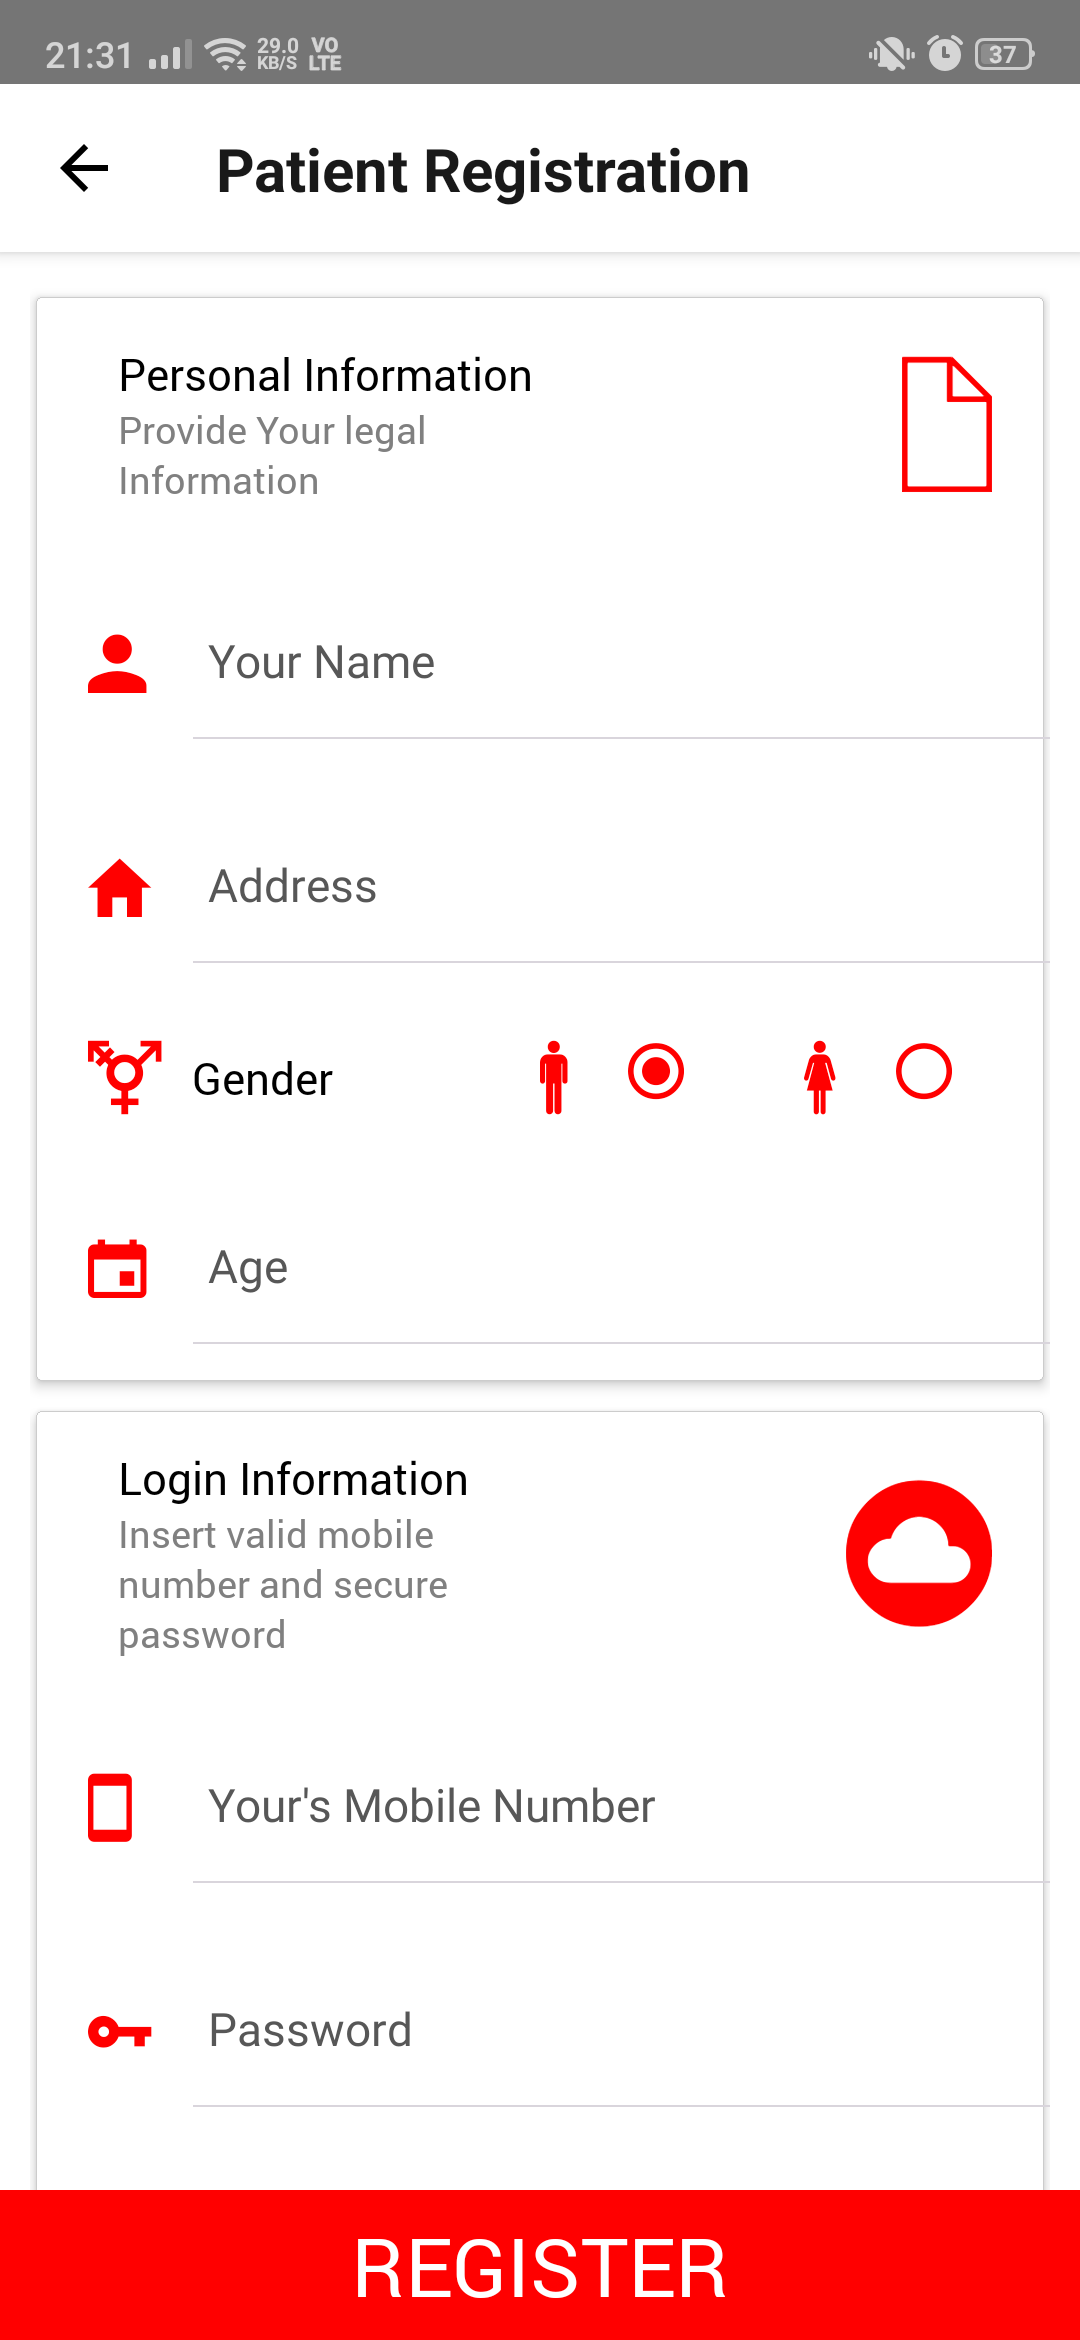 21:31 29.0 KB/S VO LTE 37
Patient Registration
Personal Information
Provide Your legal
Information
Your Name
Address
Gender
Age
Login Information
Insert valid mobile
number and secure
password
Your's Mobile Number
Password
REGISTER